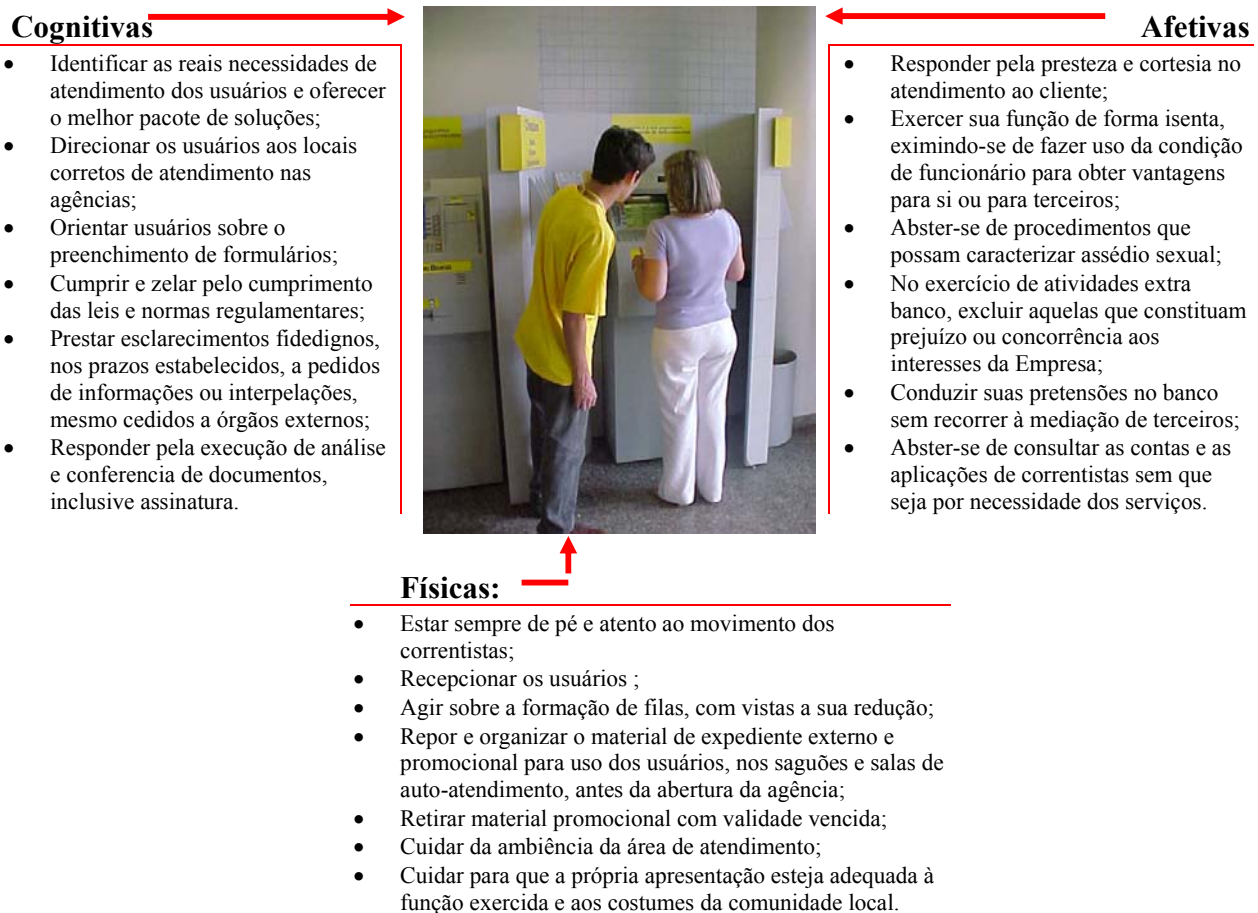 Cognitivas
• Identificar as reais necessidades de
atendimento dos usuários e oferecer
o melhor pacote de soluções;
• Direcionar os usuários aos locais
corretos de atendimento nas
agências;
• Orientar usuários sobre o
preenchimento de formulários;
• Cumprir e zelar pelo cumprimento
das leis e normas regulamentares;
• Prestar esclarecimentos fidedignos,
nos prazos estabelecidos, a pedidos
de informações ou interpelações,
mesmo cedidos a órgãos externos;
• Responder pela execução de análise
e conferencia de documentos,
inclusive assinatura.
Afetivas
• Responder pela presteza e cortesia no
atendimento ao cliente;
• Exercer sua função de forma isenta,
eximindo-se de fazer uso da condição
de funcionário para obter vantagens
para si ou para terceiros;
• Abster-se de procedimentos que
possam caracterizar assédio sexual;
• No exercício de atividades extra
banco, excluir aquelas que constituam
prejuízo ou concorrência aos
interesses da Empresa;
• Conduzir suas pretensões no banco
sem recorrer à mediação de terceiros;
• Abster-se de consultar as contas e as
aplicações de correntistas sem que
seja por necessidade dos serviços.
Físicas:
• Estar sempre de pé e atento ao movimento dos
correntistas;
• Recepcionar os usuários ;
• Agir sobre a formação de filas, com vistas a sua redução;
• Repor e organizar o material de expediente externo e
promocional para uso dos usuários, nos saguões e salas de
auto-atendimento, antes da abertura da agência;
• Retirar material promocional com validade vencida;
• Cuidar da ambiência da área de atendimento;
• Cuidar para que a própria apresentação esteja adequada à
função exercida e aos costumes da comunidade local.